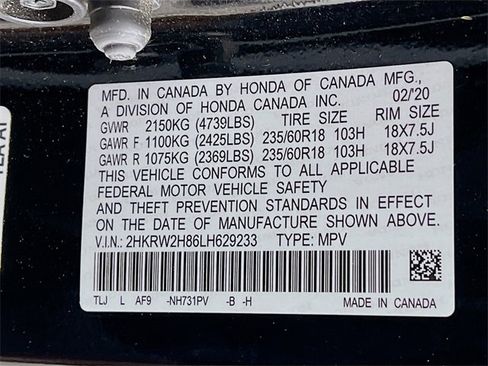 MFD. IN CANADA BY HONDA OF CANADA MFG.,
A DIVISION OF HONDA CANADA INC. 02/'20
GVWR 2150KG (4739LBS) TIRE SIZE RIM SIZE
GAWR F 1100KG (2425LBS) 235/60R18 103H 18X7.5J
GAWR R 1075KG (2369LBS) 235/60R18 103H 18X7.5J
THIS VEHICLE CONFORMS TO ALL APPLICABLE
FEDERAL MOTOR VEHICLE SAFETY
AND THEFT PREVENTION STANDARDS IN EFFECT
ON THE DATE OF MANUFACTURE SHOWN ABOVE.
V.I.N: 2HKRW2H86LH629233 TYPE: MPV
TLJ L AF9 -NH731PV -B -H MADE IN CANADA